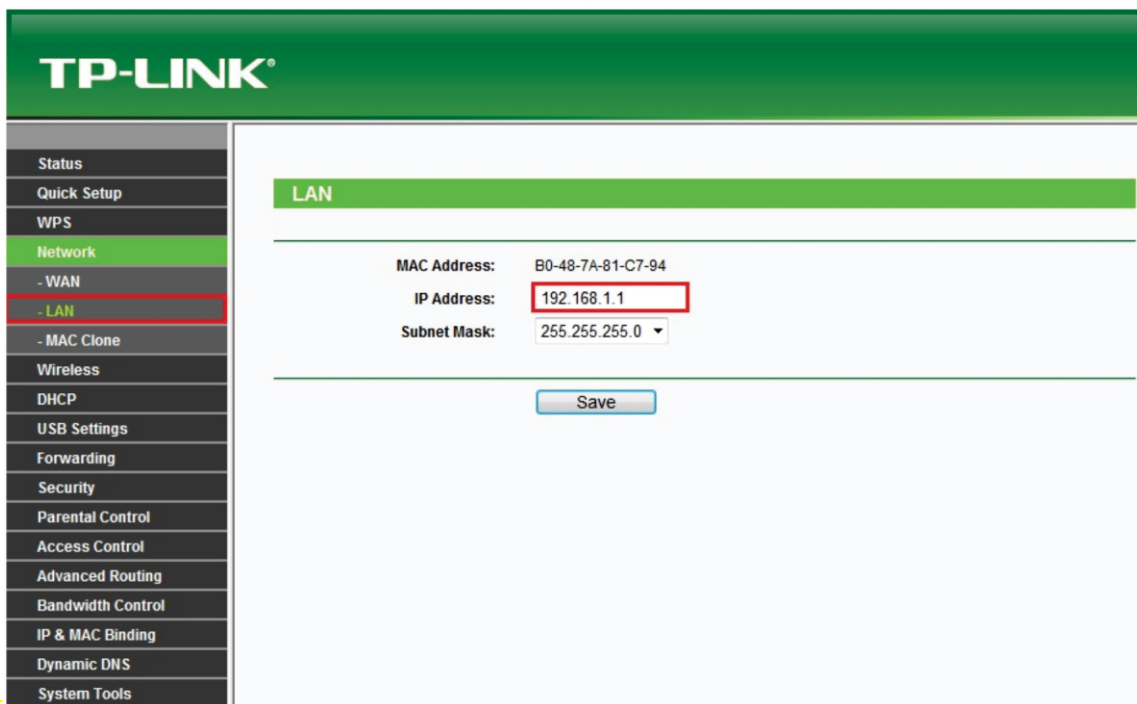 TP-LINK®
Status
Quick Setup
WPS
Network
- WAN
- LAN
- MAC Clone
Wireless
DHCP
USB Settings
Forwarding
Security
Parental Control
Access Control
Advanced Routing
Bandwidth Control
IP & MAC Binding
Dynamic DNS
System Tools
LAN
MAC Address: B0-48-7A-81-C7-94
IP Address: 192.168.1.1
Subnet Mask: 255.255.255.0
Save